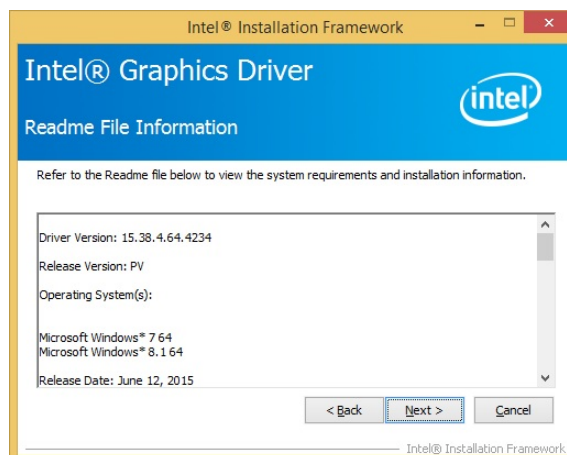 Intel® Installation Framework
Intel® Graphics Driver
intel
Readme File Information
Refer to the Readme file below to view the system requirements and installation information.
Driver Version: 15.38.4.64.4234
Release Version: PV
Operating System(s):
Microsoft Windows* 7 64
Microsoft Windows* 8.1 64
Release Date: June 12, 2015
< Back Next > Cancel
Intel® Installation Framework